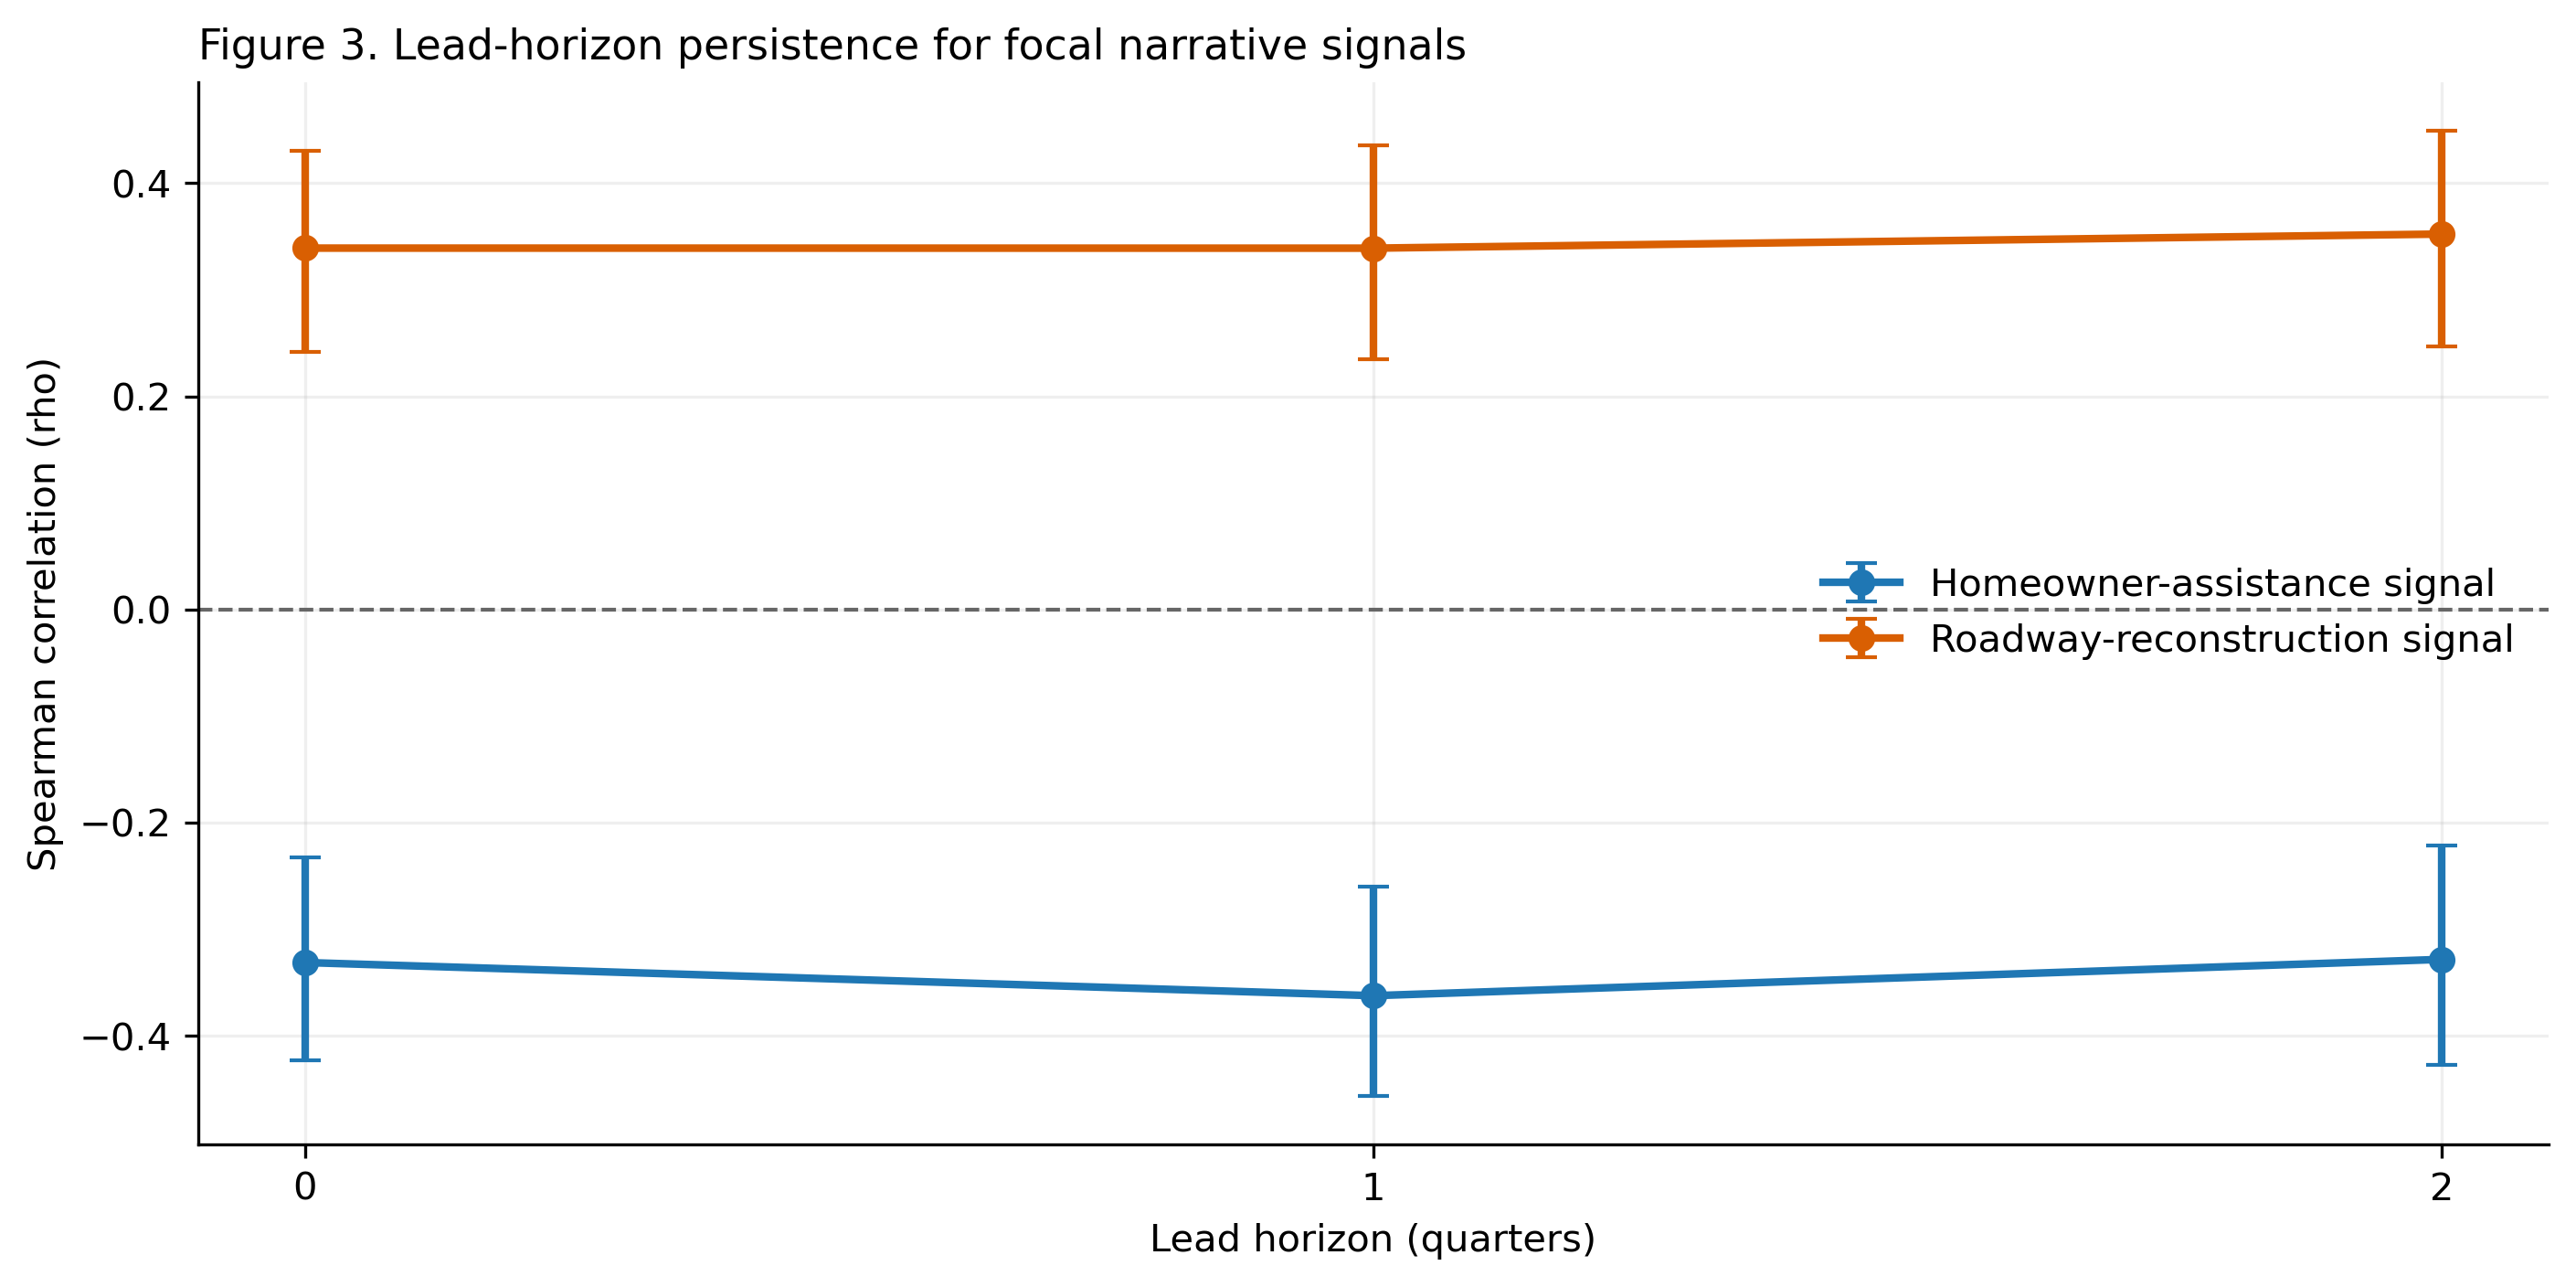 Figure 3. Lead-horizon persistence for focal narrative signals
Spearman correlation (rho)
0.4
0.2
0.0
−0.2
−0.4
Homeowner-assistance signal
Roadway-reconstruction signal
0
1
2
Lead horizon (quarters)